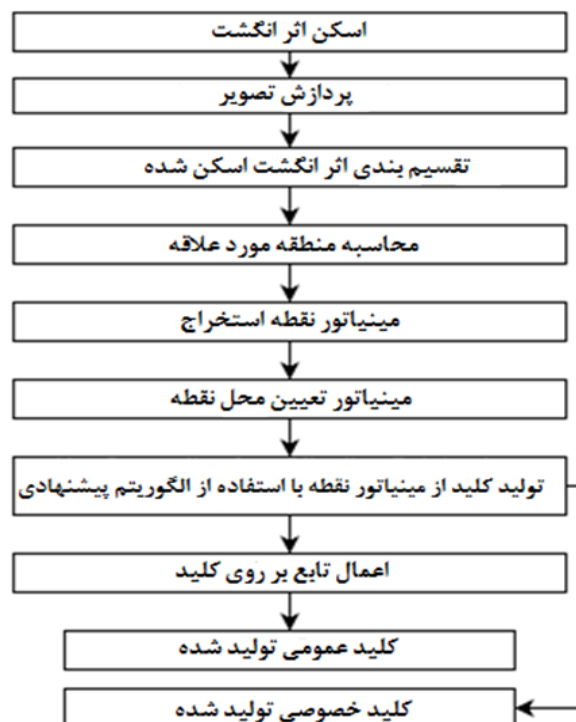 اسکن اثر انگشت
پردازش تصویر
تقسیم بندی اثر انگشت اسکن شده
محاسبه منطقه مورد علاقه
مینیاتور نقطه استخراج
مینیاتور تعیین محل نقطه
تولید کلید از مینیاتور نقطه با استفاده از الگوریتم پیشنهادی
اعمال تابع بر روی کلید
کلید عمومی تولید شده
کلید خصوصی تولید شده